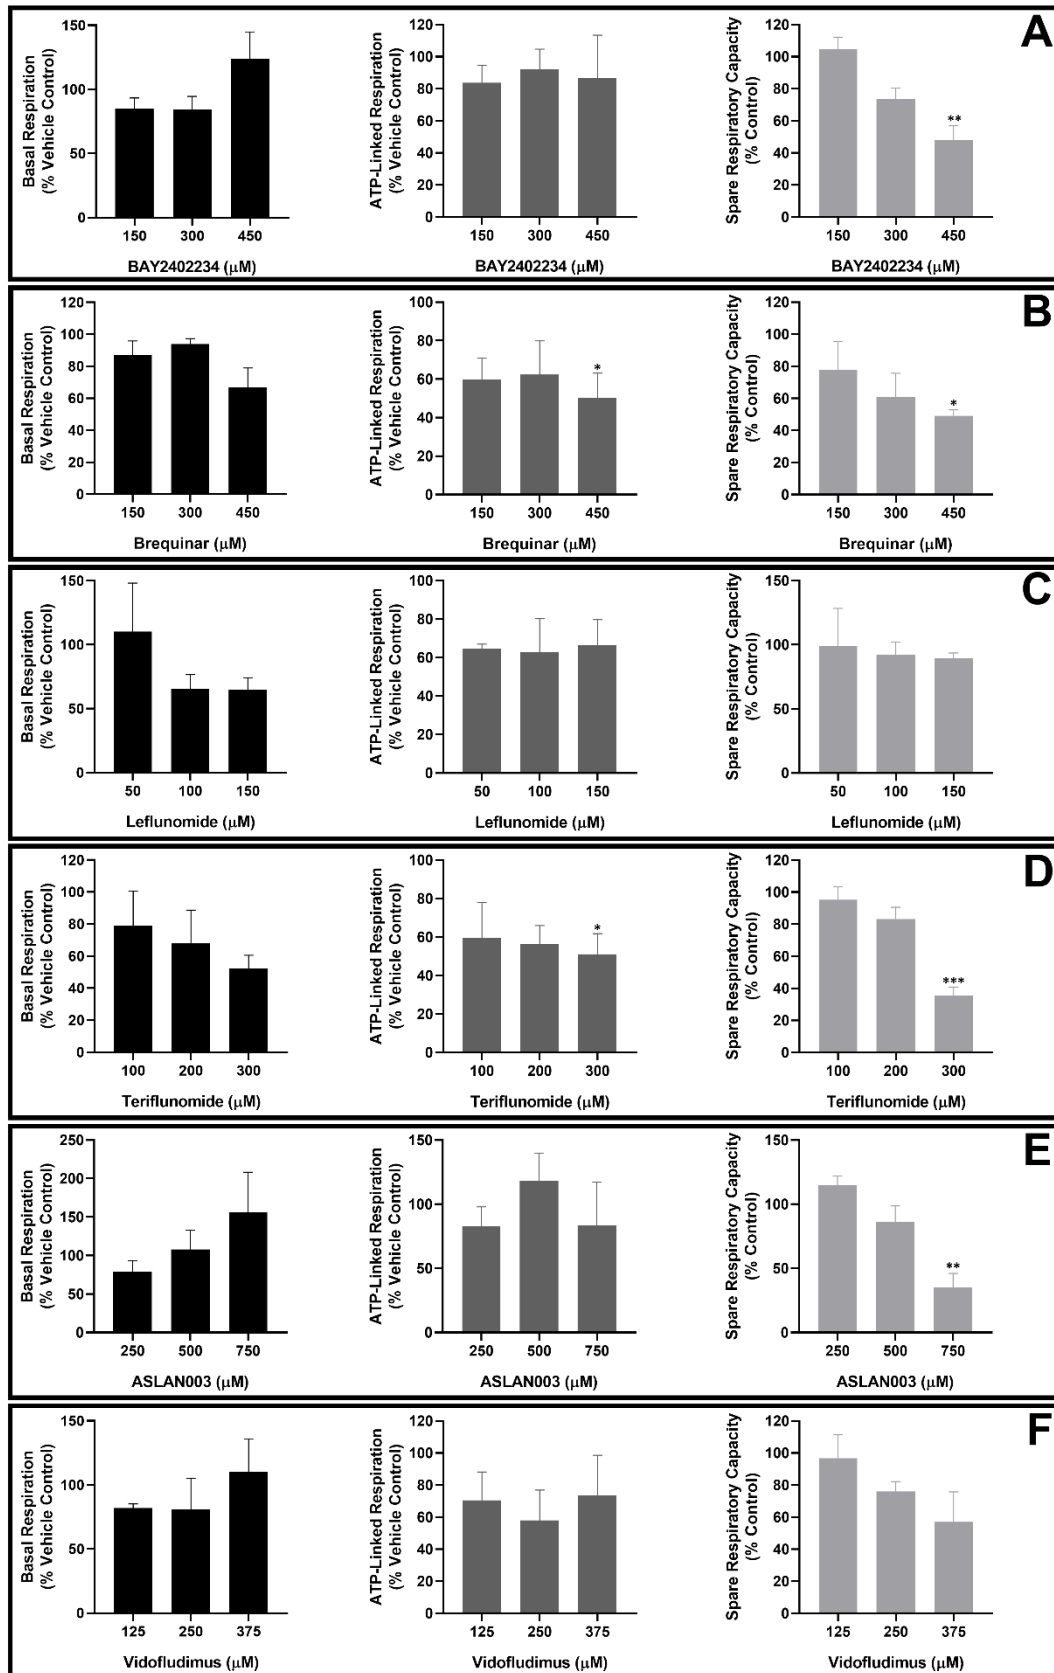 A
Basal Respiration
(% Vehicle Control)
150
100
50
0
150 300 450
BAY2402234 (μM)
ATP-Linked Respiration
(% Vehicle Control)
120
100
80
60
40
20
0
150 300 450
BAY2402234 (μM)
Spare Respiratory Capacity
(% Control)
120
100
80
60
40
20
0
**
150 300 450
BAY2402234 (μM)
B
Basal Respiration
(% Vehicle Control)
120
100
80
60
40
20
0
150 300 450
Brequinar (μM)
ATP-Linked Respiration
(% Vehicle Control)
100
80
60
40
20
0
*
150 300 450
Brequinar (μM)
Spare Respiratory Capacity
(% Control)
120
100
80
60
40
20
0
*
150 300 450
Brequinar (μM)
C
Basal Respiration
(% Vehicle Control)
150
100
50
0
50 100 150
Leflunomide (μM)
ATP-Linked Respiration
(% Vehicle Control)
100
80
60
40
20
0
50 100 150
Leflunomide (μM)
Spare Respiratory Capacity
(% Control)
150
100
50
0
50 100 150
Leflunomide (μM)
D
Basal Respiration
(% Vehicle Control)
120
100
80
60
40
20
0
100 200 300
Teriflunomide (μM)
ATP-Linked Respiration
(% Vehicle Control)
100
80
60
40
20
0
*
100 200 300
Teriflunomide (μM)
Spare Respiratory Capacity
(% Control)
120
100
80
60
40
20
0
***
100 200 300
Teriflunomide (μM)
E
Basal Respiration
(% Vehicle Control)
250
200
150
100
50
0
250 500 750
ASLAN003 (μM)
ATP-Linked Respiration
(% Vehicle Control)
150
100
50
0
250 500 750
ASLAN003 (μM)
Spare Respiratory Capacity
(% Control)
150
100
50
0
**
250 500 750
ASLAN003 (μM)
F
Basal Respiration
(% Vehicle Control)
150
100
50
0
125 250 375
Vidofludimus (μM)
ATP-Linked Respiration
(% Vehicle Control)
120
100
80
60
40
20
0
125 250 375
Vidofludimus (μM)
Spare Respiratory Capacity
(% Control)
120
100
80
60
40
20
0
125 250 375
Vidofludimus (μM)